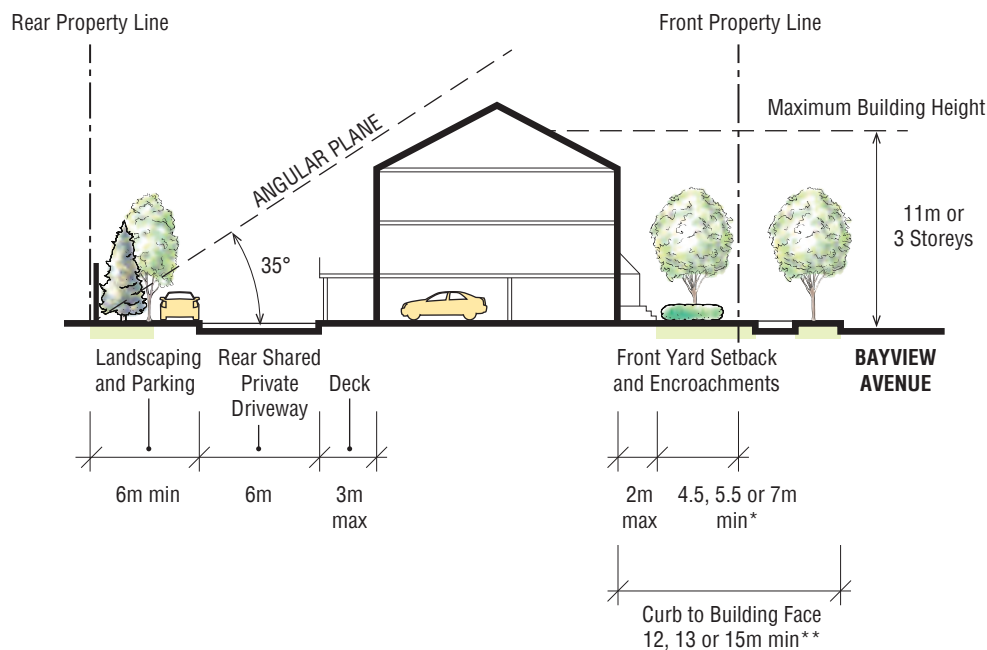 Rear Property Line
Front Property Line
Maximum Building Height
ANGULAR PLANE
11m or
3 Storeys
35°
Landscaping
and Parking
Rear Shared
Private
Driveway
Deck
Front Yard Setback
and Encroachments
BAYVIEW
AVENUE
6m min
6m
3m
max
2m
max
4.5, 5.5 or 7m
min*
Curb to Building Face
12, 13 or 15m min**